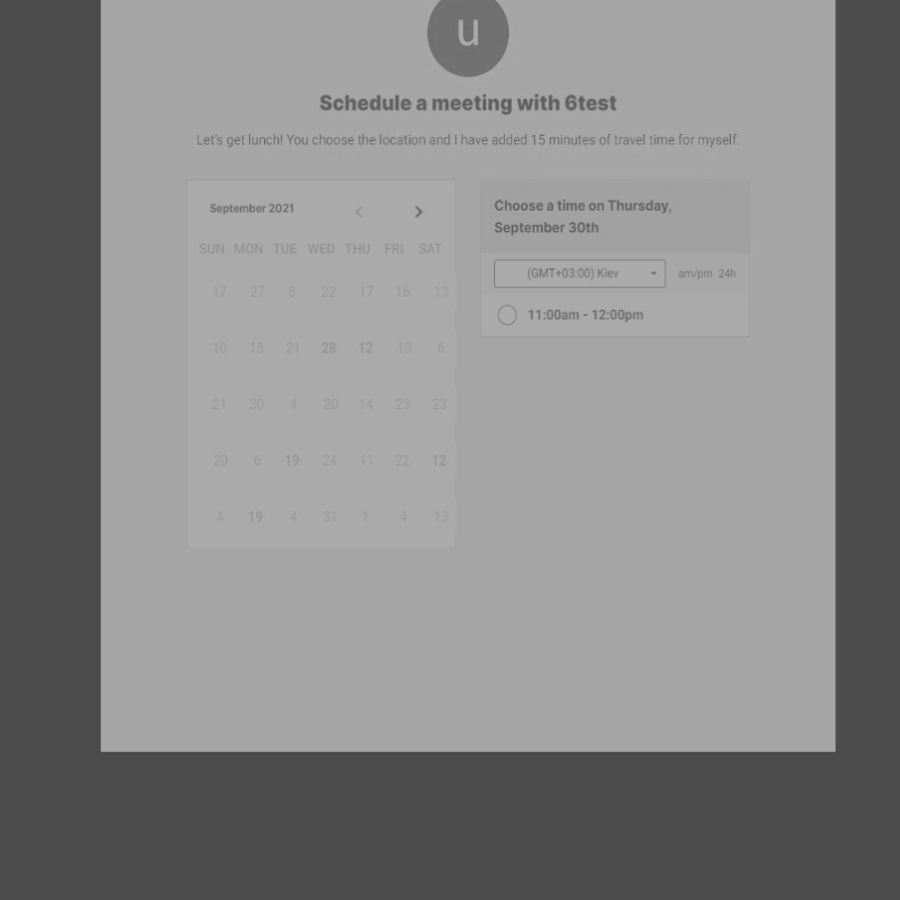 u
Schedule a meeting with 6test
Let's get lunch! You choose the location and I have added 15 minutes of travel time for myself.
September 2021
SUN MON TUE WED THU FRI SAT
17 27 8 22 17 16 13
10 18 21 28 12 13 6
21 30 4 20 14 23 23
20 6 19 24 11 22 12
4 19 4 31 1 4 13
Choose a time on Thursday,
September 30th
(GMT+03:00) Kiev am/pm 24h
11:00am - 12:00pm